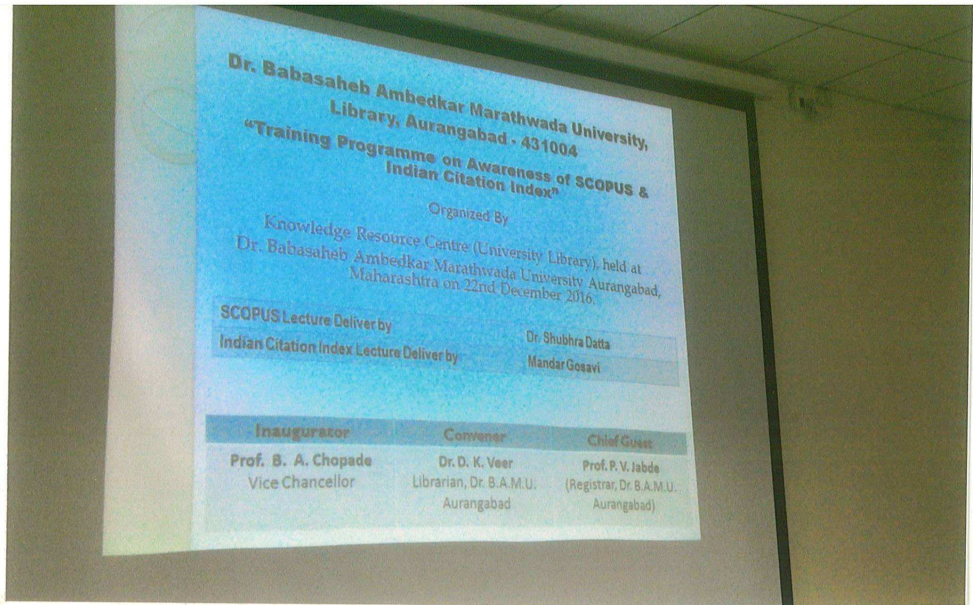 Dr. Babasaheb Ambedkar Marathwada University,
Library, Aurangabad - 431004
“Training Programme on Awareness of SCOPUS &
Indian Citation Index”
Organized By
Knowledge Resource Centre (University Library), held at
Dr. Babasaheb Ambedkar Marathwada University Aurangabad,
Maharashtra on 22nd December 2016.
SCOPUS Lecture Deliver by Dr. Shubhra Datta
Indian Citation Index Lecture Deliver by Mandar Gosavi
Inaugurator Convener Chief Guest
Prof. B. A. Chopade Dr. D. K. Veer Prof. P. V. Jabde
Vice Chancellor Librarian, Dr. B.A.M.U. (Registrar, Dr. B.A.M.U.
Aurangabad Aurangabad)